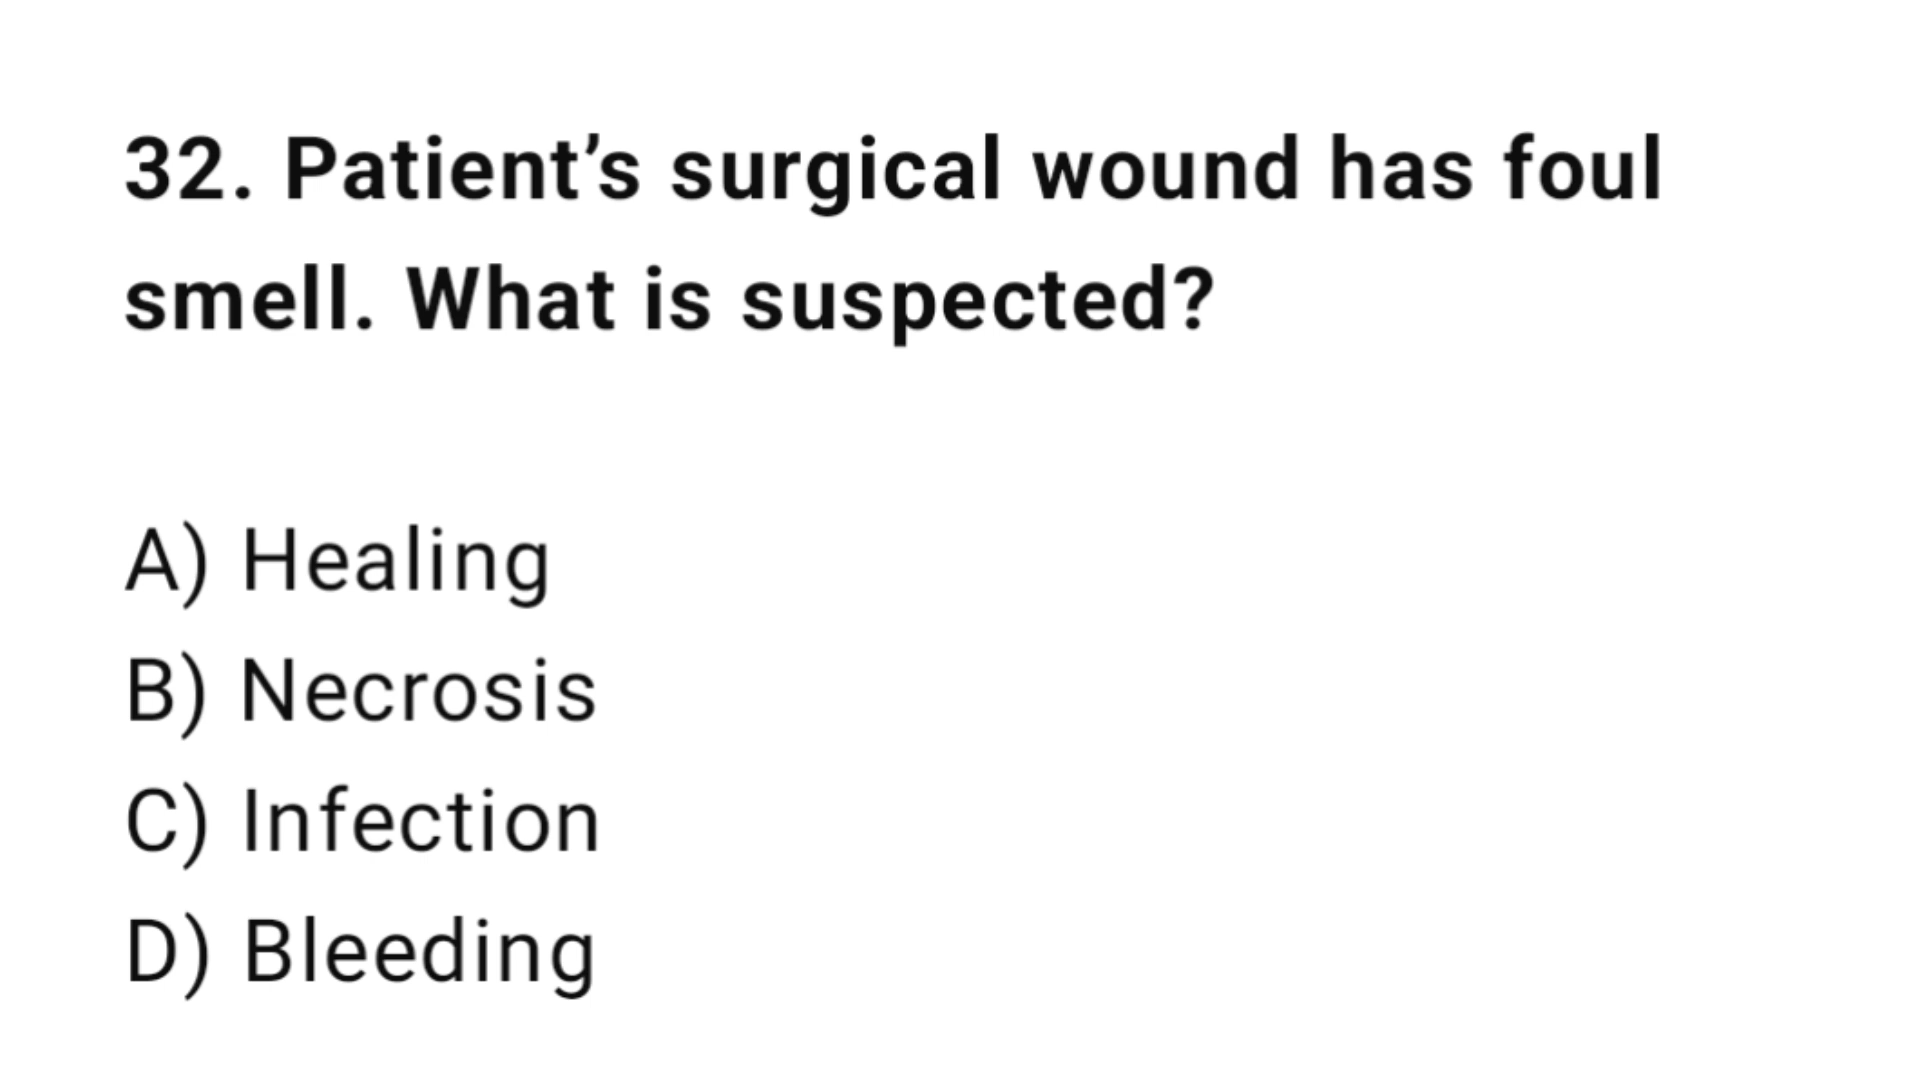 32. Patient’s surgical wound has foul
smell. What is suspected?
A) Healing
B) Necrosis
C) Infection
D) Bleeding